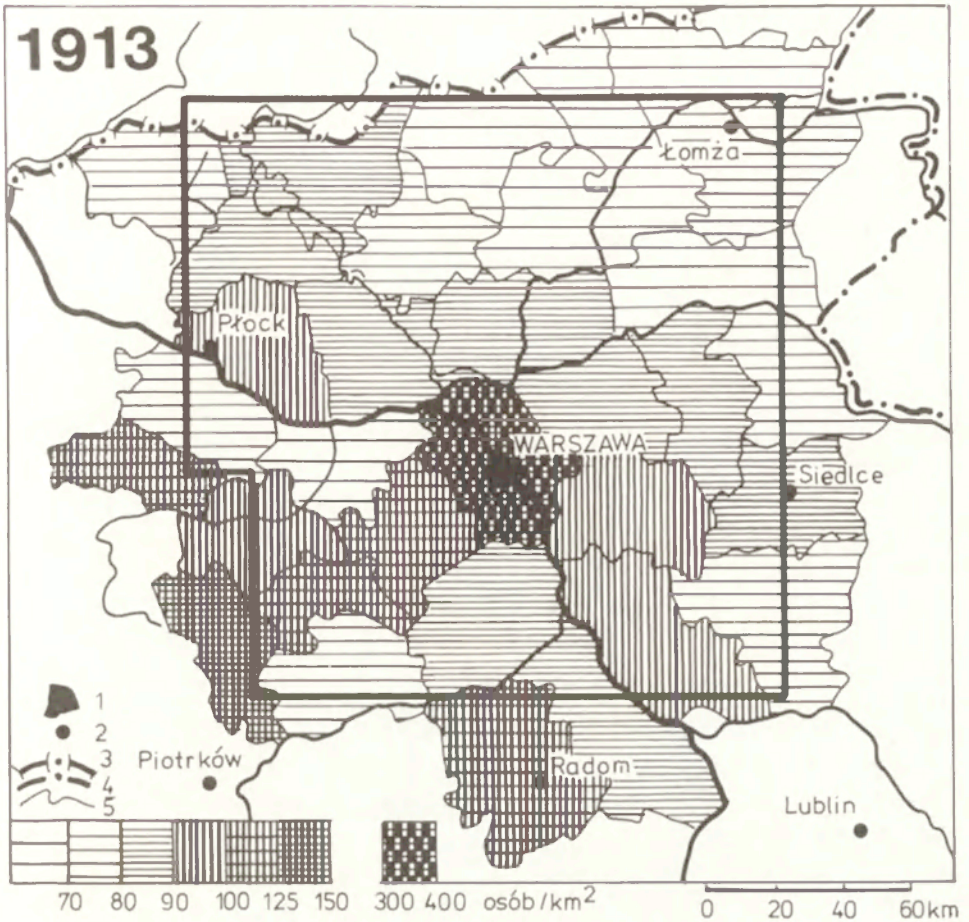 1913
Łomża
Płock
WARSZAWA
Siedlce
1
2
3
4
5
Piotrków
Radom
Lublin
70 80 90 90 100 125 150 300 400 osób/km²
0 20 40 60km